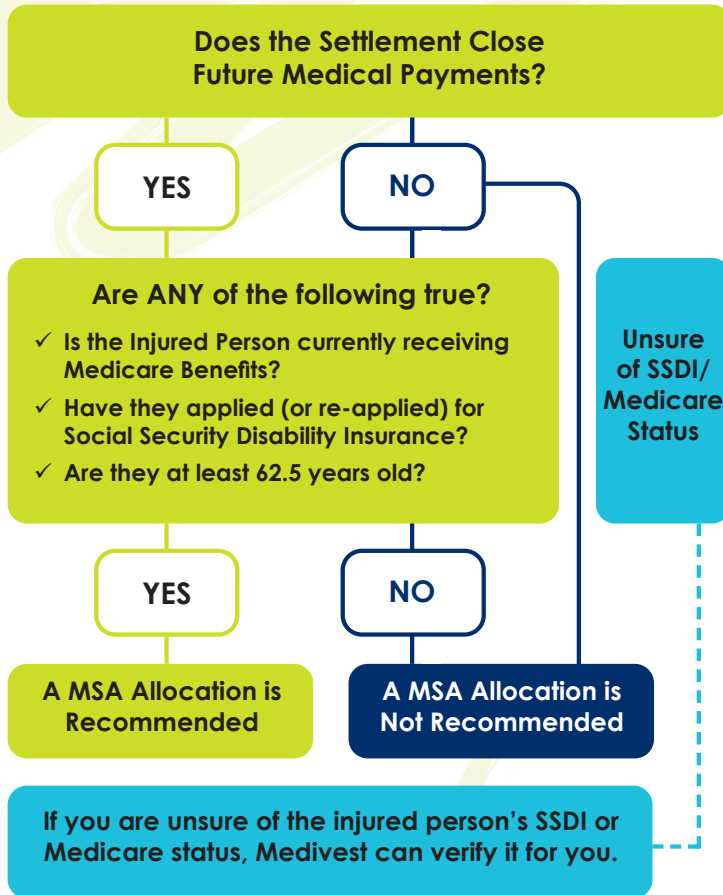 Does the Settlement Close
Future Medical Payments?
YES
NO
Are ANY of the following true?
✓ Is the Injured Person currently receiving
Medicare Benefits?
✓ Have they applied (or re-applied) for
Social Security Disability Insurance?
✓ Are they at least 62.5 years old?
Unsure
of SSDI/
Medicare
Status
YES
NO
A MSA Allocation is
Recommended
A MSA Allocation is
Not Recommended
If you are unsure of the injured person’s SSDI or
Medicare status, Medivest can verify it for you.